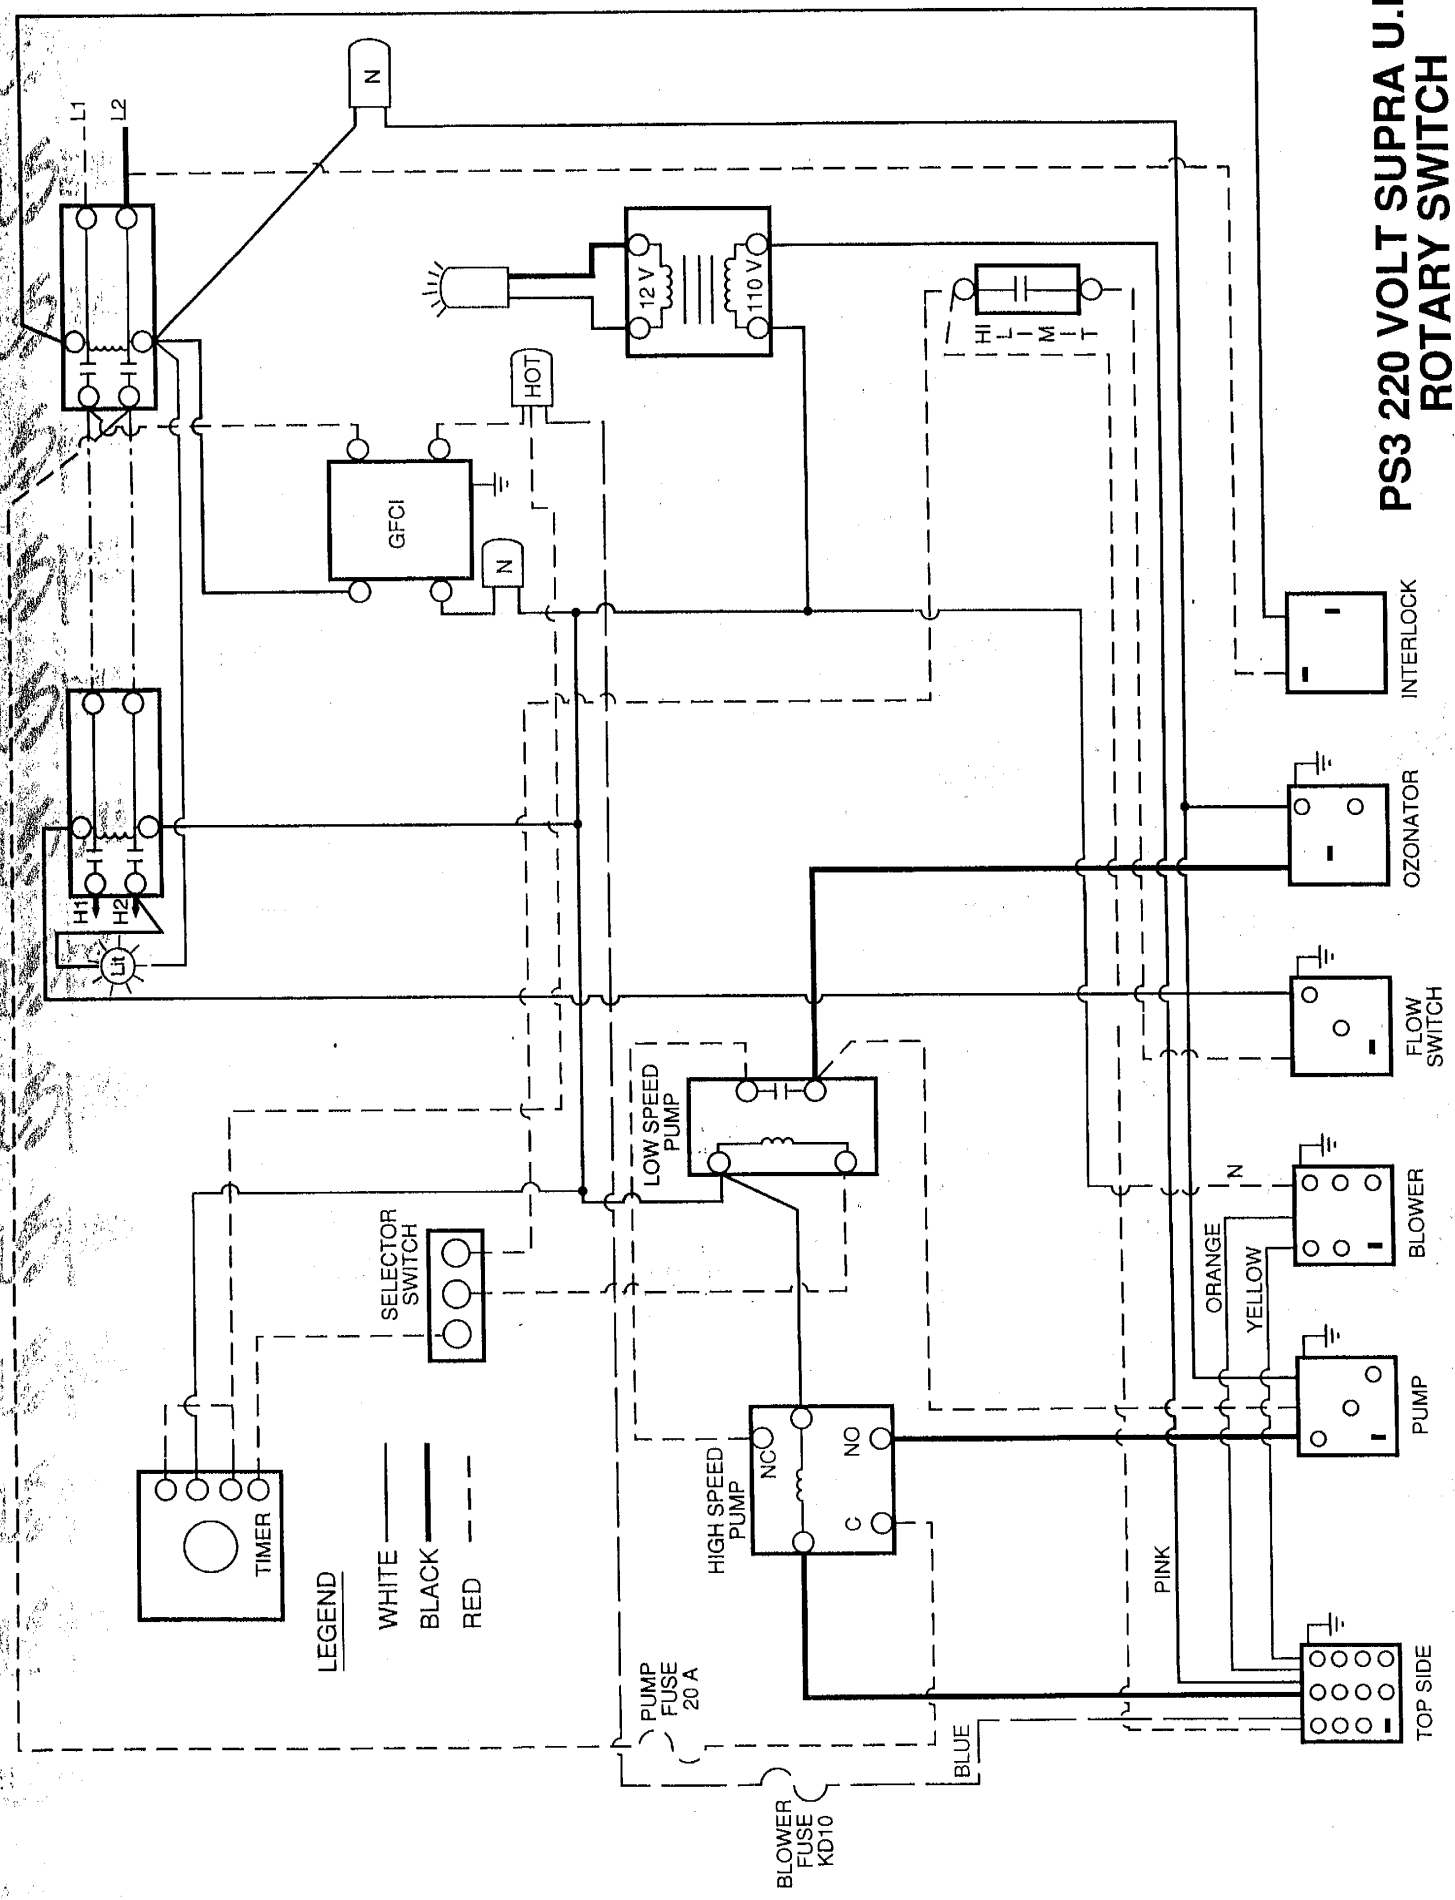 PS3 220 VOLT SUPRA U.
ROTARY SWITCH
L1
L2
N
HOT
12 V
110 V
HI
L
I
M
I
T
GFCI
N
H1
H2
Lit
LOW SPEED
PUMP
SELECTOR
SWITCH
TIMER
LEGEND
WHITE
BLACK
RED
HIGH SPEED
PUMP
NC
NO
C
PUMP
FUSE
20 A
BLOWER
FUSE
KD10
BLUE
PINK
ORANGE
YELLOW
N
INTERLOCK
OZONATOR
FLOW
SWITCH
BLOWER
PUMP
TOP SIDE